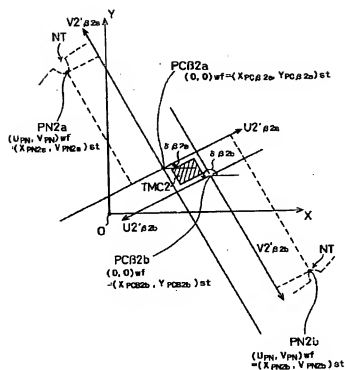 Y
V2'β2a
NT
PCβ2a
(0, 0)wf=(XPCβ2a, YPCβ2a)st
PN2a
(UPN, VPN)wf
=(XPN2a, VPN2a)st
U2'β2a
δβ2a
δβ2b
TMC2
X
O
U2'β2b
V2'β2b
NT
PCβ2b
(0, 0)wf
=(XPCβ2b, YPCβ2b)st
PN2b
(UPN, VPN)wf
=(XPN2b, VPN2b)st